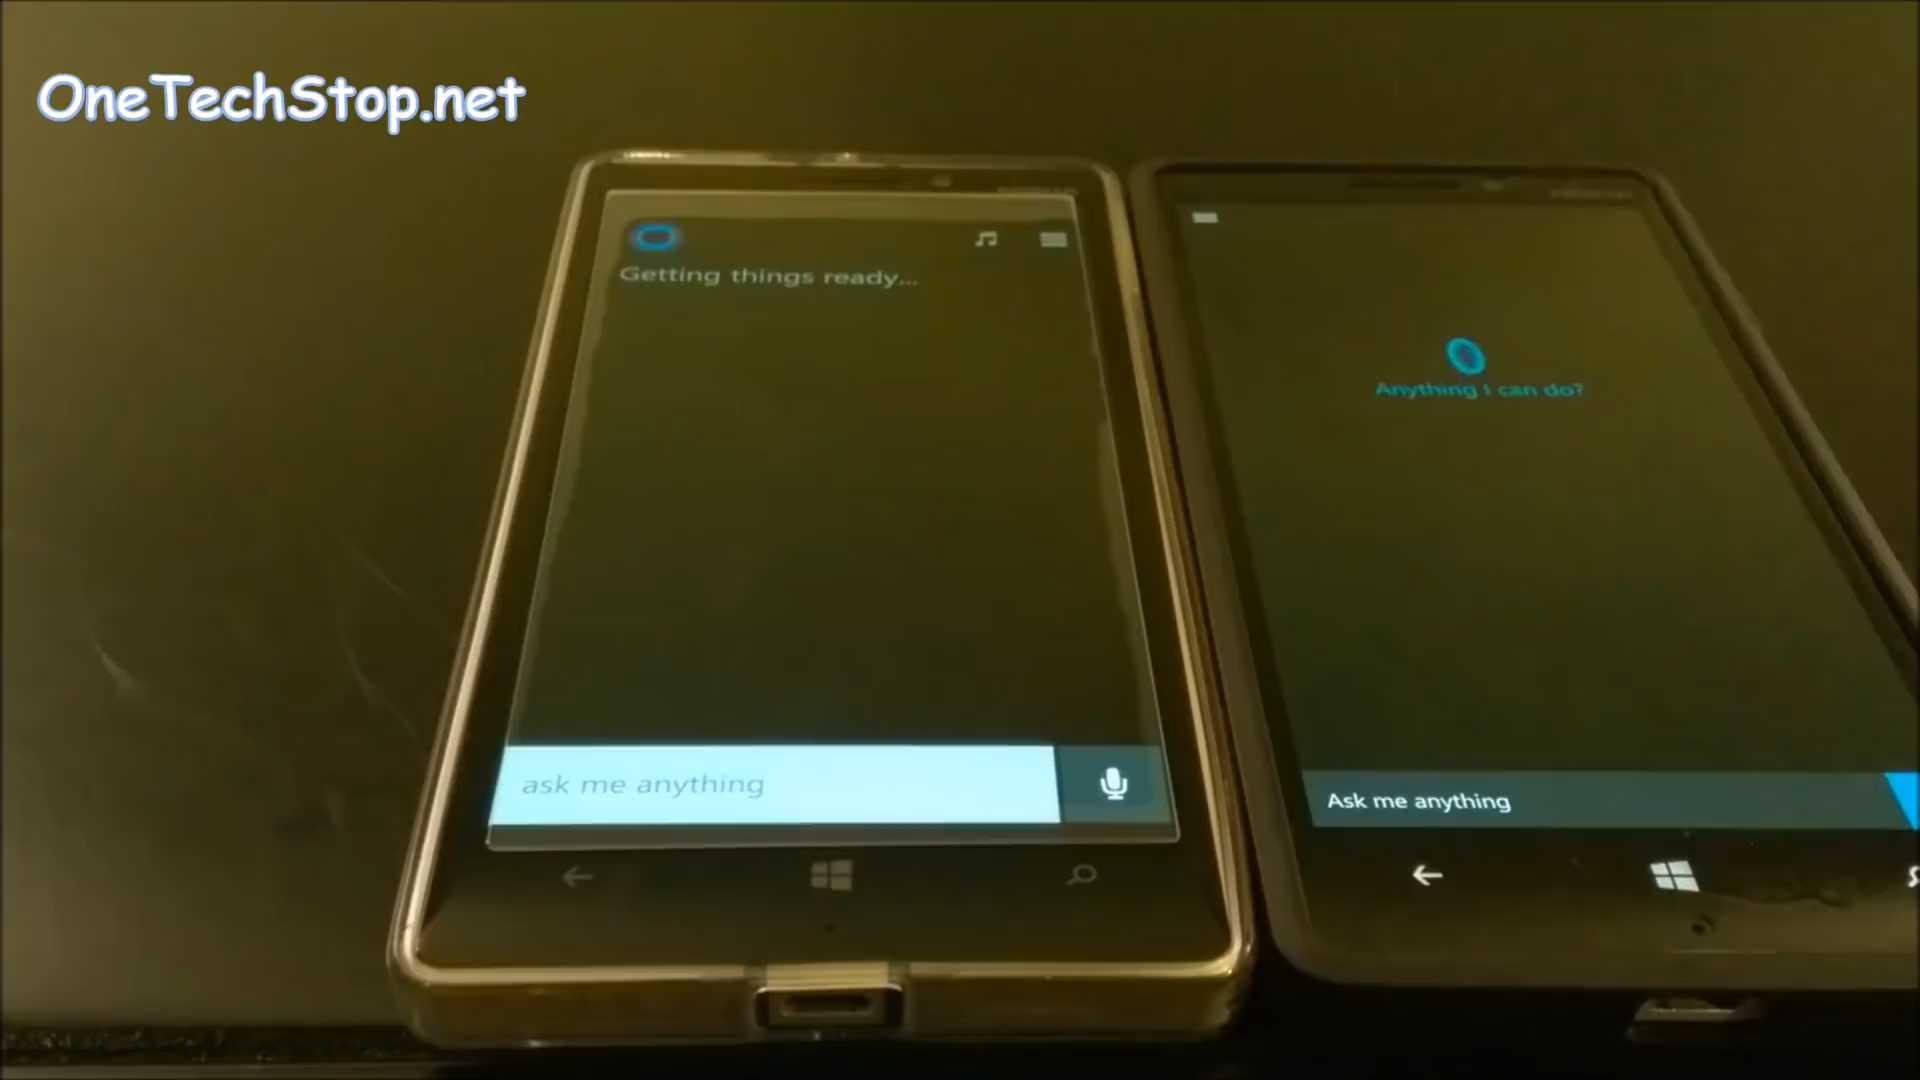 OneTechStop.net
Getting things ready...
ask me anything
Anything I can do?
Ask me anything